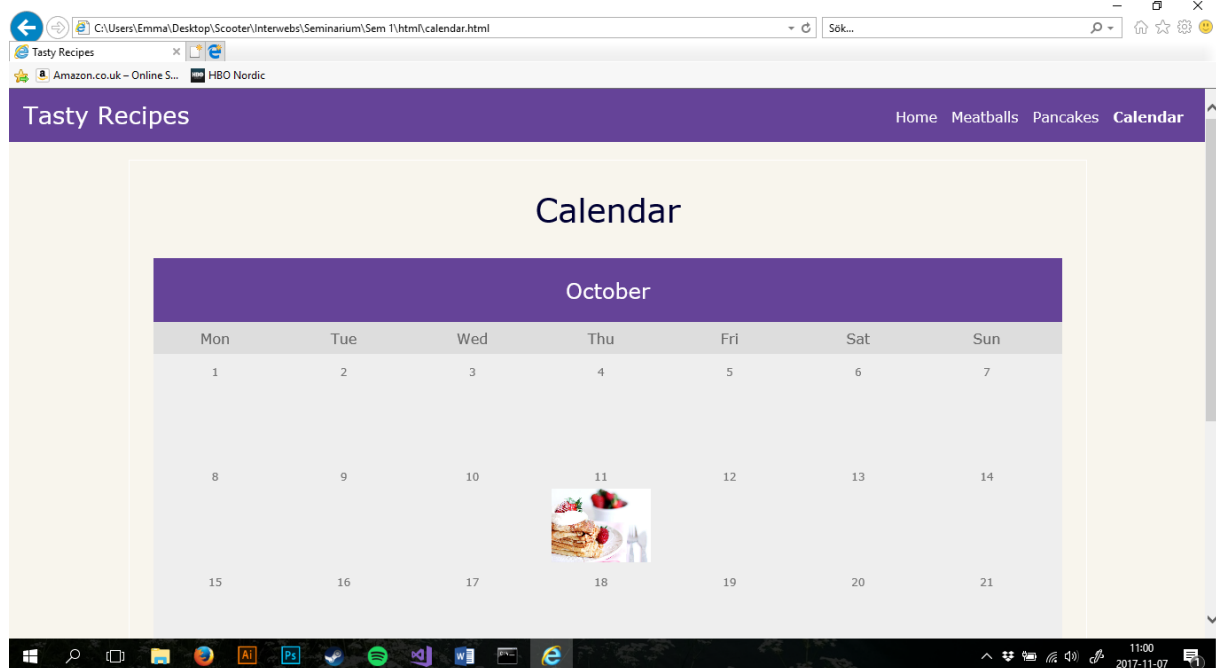 C:\Users\Emma\Desktop\Scooter\Interwebs\Seminarium\Sem 1\html\calendar.html
Sök...
Tasty Recipes
Amazon.co.uk – Online S...
HBO Nordic
Tasty Recipes
Home Meatballs Pancakes Calendar
Calendar
October
Mon Tue Wed Thu Fri Sat Sun
1 2 3 4 5 6 7
8 9 10 11 12 13 14
15 16 17 18 19 20 21
Ai Ps
11:00
2017-11-07
1